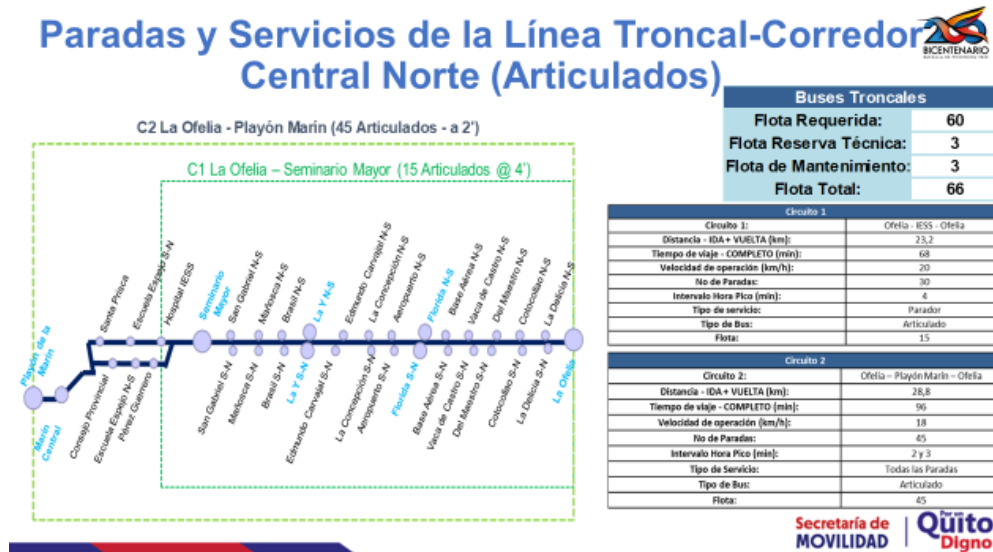 Paradas y Servicios de la Línea Troncal-Corredor
Central Norte (Articulados)
BICENTENARIO
C2 La Ofelia - Playón Marín (45 Articulados - a 2')
C1 La Ofelia – Seminario Mayor (15 Articulados @ 4')
Buses Troncales
Flota Requerida: 60
Flota Reserva Técnica: 3
Flota de Mantenimiento: 3
Flota Total: 66
Circuito 1
Circuito 1: Ofelia - IESS - Ofelia
Distancia - IDA + VUELTA (km): 23,2
Tiempo de viaje - COMPLETO (min): 68
Velocidad de operación (km/h): 20
No de Paradas: 30
Intervalo Hora Pico (min): 4
Tipo de servicio: Parador
Tipo de Bus: Articulado
Flota: 15
Circuito 2
Circuito 2: Ofelia – Playón Marin – Ofelia
Distancia - IDA + VUELTA (km): 28,8
Tiempo de viaje - COMPLETO (min): 96
Velocidad de operación (km/h): 18
No de Paradas: 45
Intervalo Hora Pico (min): 2 y 3
Tipo de Servicio: Todas las Paradas
Tipo de Bus: Articulado
Flota: 45
Playón de la
Marín
Santa Prisca
Escuela Espejo S-N
Hospital IESS
Seminario
Mayor
San Gabriel N-S
Mañosca N-S
Brasil N-S
La Y N-S
Edmundo Carvajal N-S
La Concepción N-S
Aeropuerto N-S
Florida N-S
Base Aérea N-S
Vaca de Castro N-S
Del Maestro N-S
Cotocollao N-S
La Delicia N-S
Marín
Central
Consejo Provincial
Escuela Espejo N-S
Pérez Guerrero
San Gabriel S-N
Mañosca S-N
Brasil S-N
La Y S-N
Edmundo Carvajal S-N
La Concepción S-N
Aeropuerto S-N
Florida S-N
Base Aérea S-N
Vaca de Castro S-N
Del Maestro S-N
Cotocollao S-N
La Delicia S-N
La Ofelia
Secretaría de
MOVILIDAD
Por un
Quito
Digno